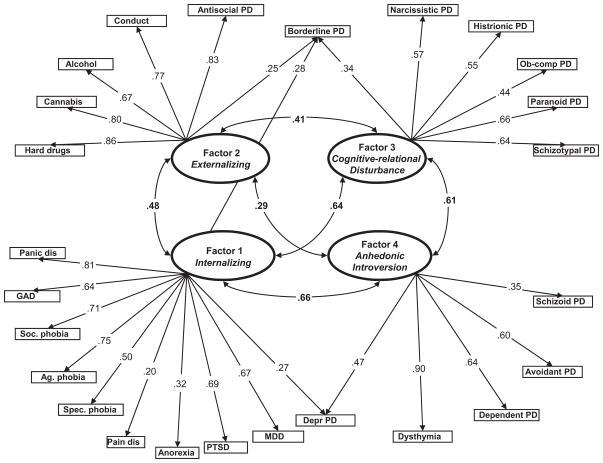 Antisocial PD
Narcissistic PD
Conduct
Borderline PD
Histrionic PD
.83
.25
.28
.57
.55
Alcohol
.77
.34
Ob-comp PD
.67
.44
Cannabis
.80
.66
Paranoid PD
.41
Hard drugs
.86
.64
Schizotypal PD
Factor 2
Externalizing
Factor 3
Cognitive-relational
Disturbance
.48
.29
.64
.61
Factor 1
Internalizing
Factor 4
Anhedonic
Introversion
Panic dis
.81
.66
.35
Schizoid PD
GAD
.64
Soc. phobia
.71
.60
Avoidant PD
Ag. phobia
.75
.50
.20
.32
.69
.67
.27
.47
.90
.64
Spec. phobia
Depr PD
Dependent PD
Pain dis
Anorexia
PTSD
MDD
Dysthymia